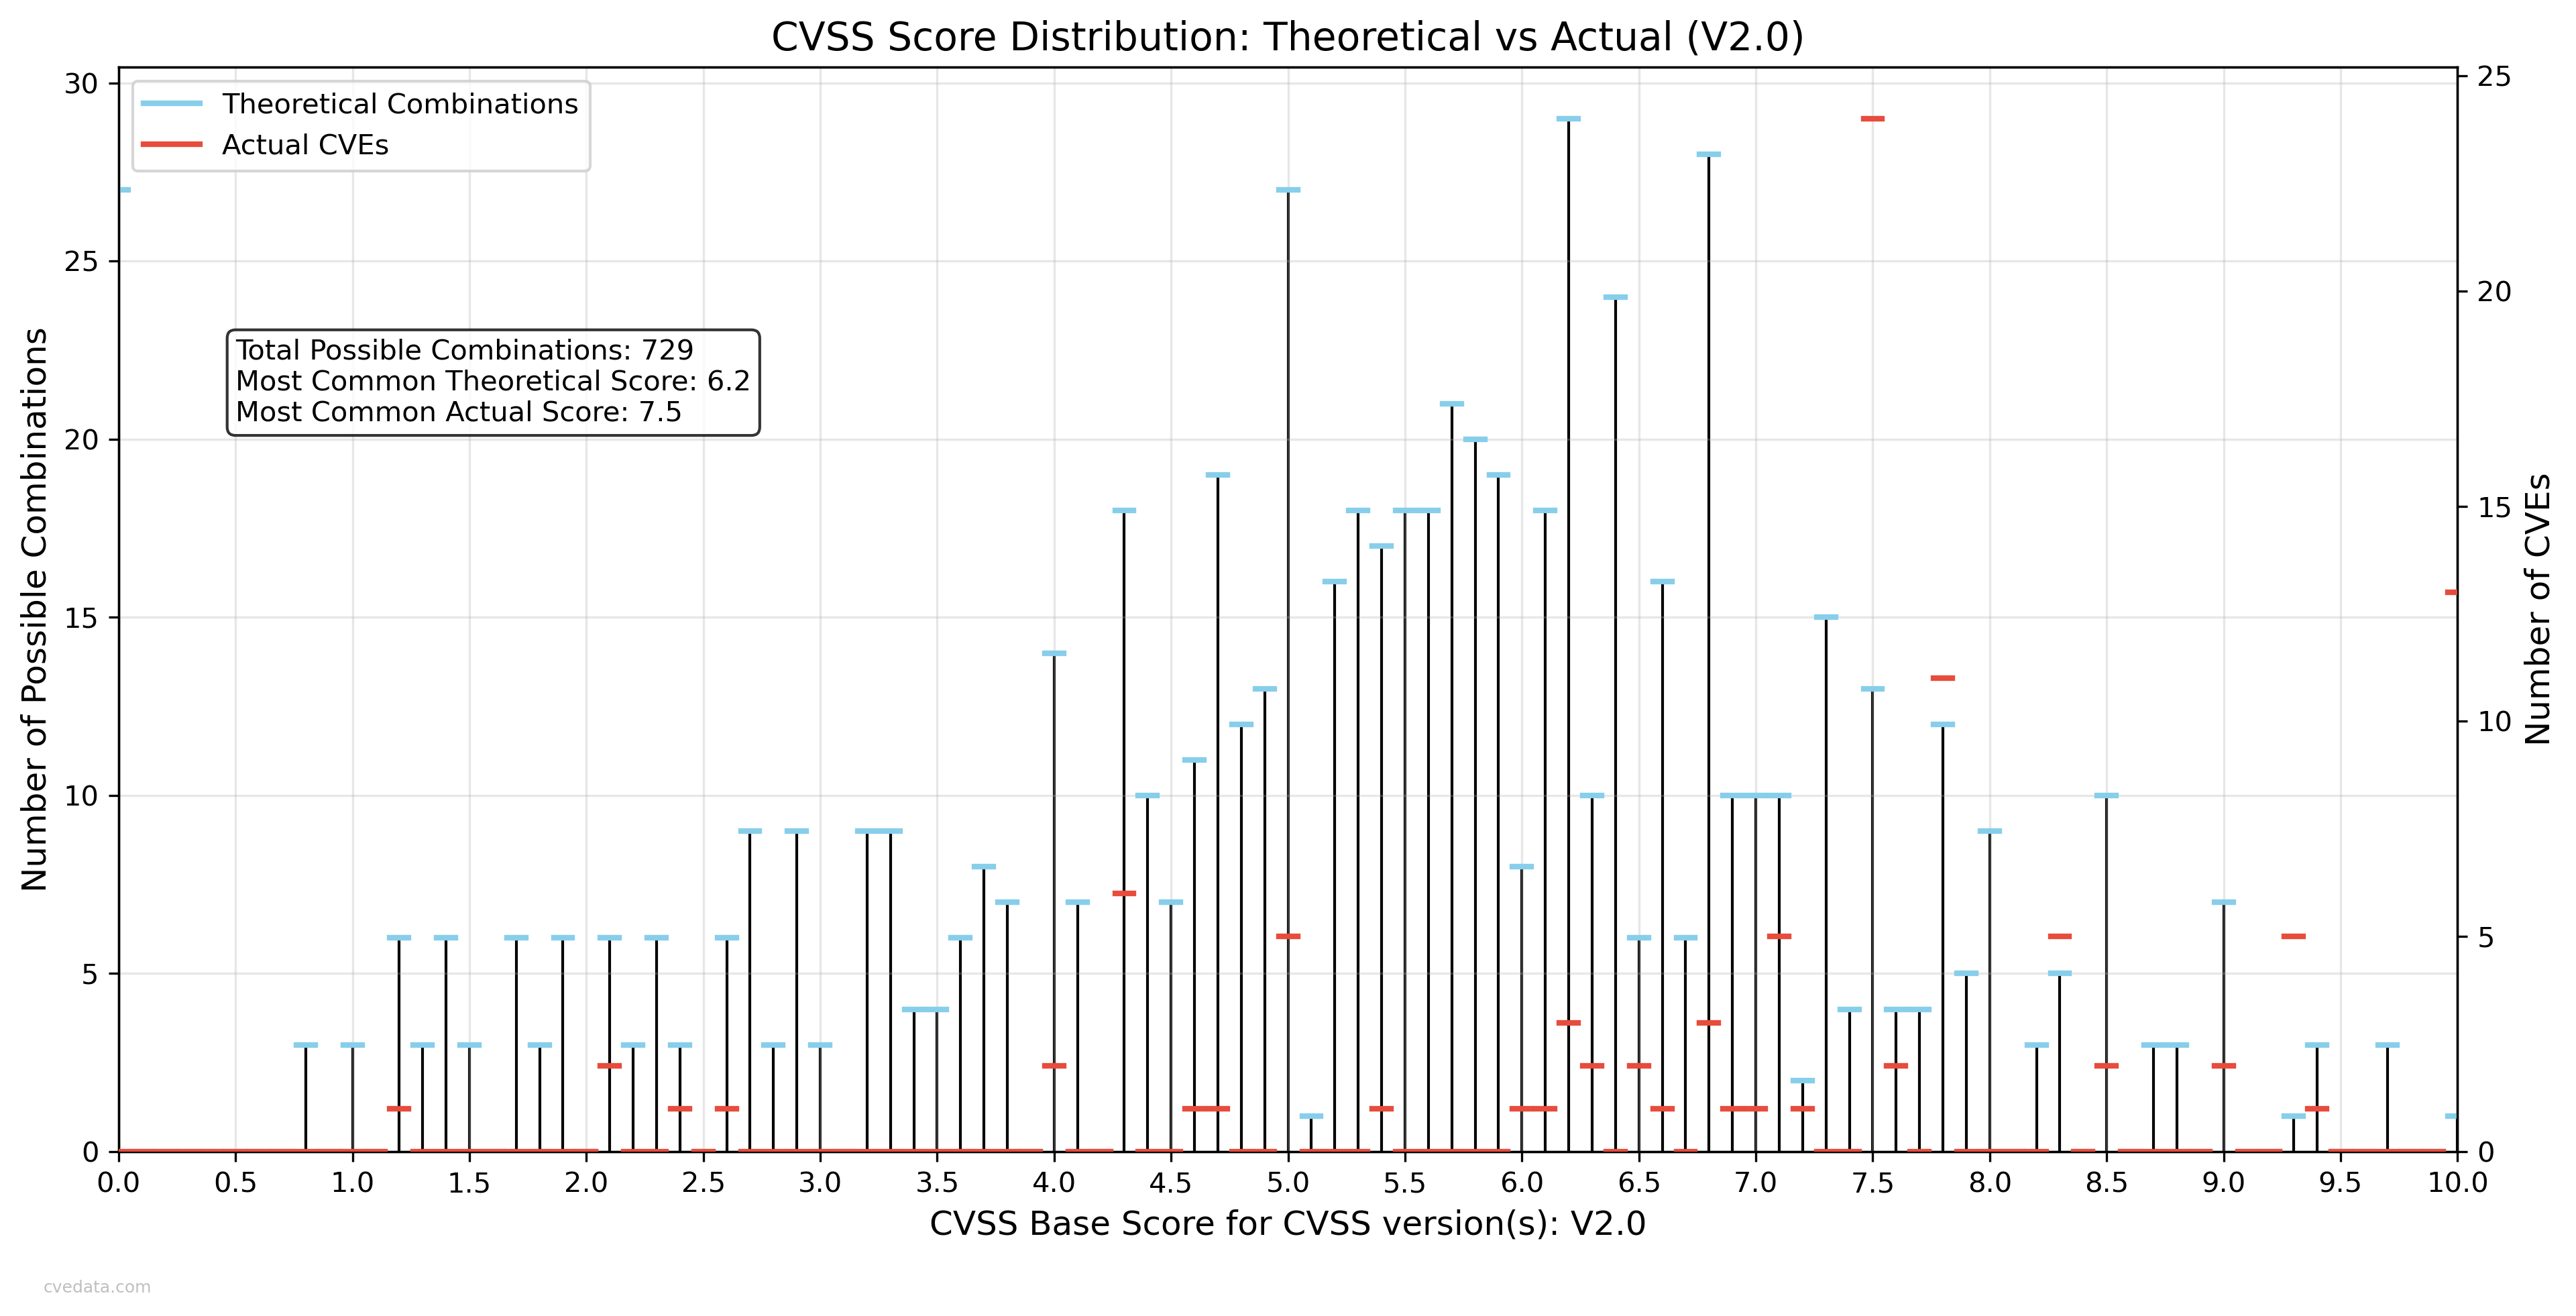 CVSS Score Distribution: Theoretical vs Actual (V2.0)
Theoretical Combinations
Actual CVEs
Total Possible Combinations: 729
Most Common Theoretical Score: 6.2
Most Common Actual Score: 7.5
Number of Possible Combinations
30
25
20
15
10
5
0
Number of CVEs
25
20
15
10
5
0
0.0 0.5 1.0 1.5 2.0 2.5 3.0 3.5 4.0 4.5 5.0 5.5 6.0 6.5 7.0 7.5 8.0 8.5 9.0 9.5 10.0
CVSS Base Score for CVSS version(s): V2.0
cvedata.com